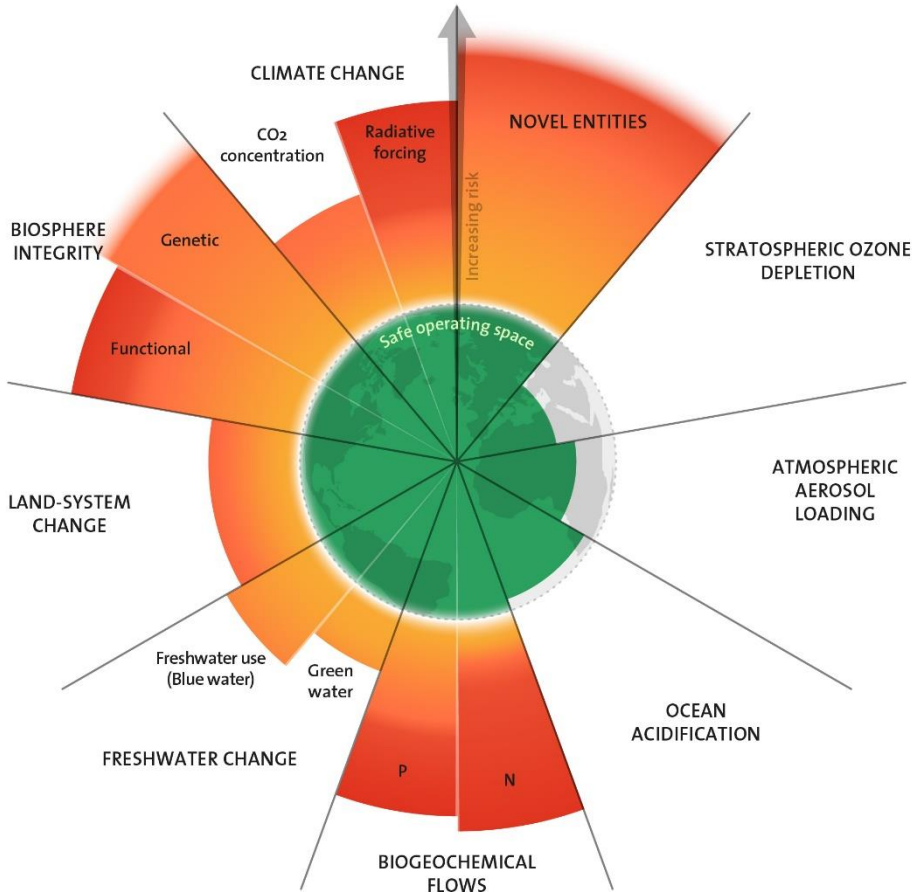 CLIMATE CHANGE
CO2
concentration
Radiative
forcing
Increasing risk
NOVEL ENTITIES
STRATOSPHERIC OZONE
DEPLETION
BIOSPHERE
INTEGRITY
Genetic
Functional
Safe operating space
LAND-SYSTEM
CHANGE
ATMOSPHERIC
AEROSOL
LOADING
Freshwater use
(Blue water)
Green
water
FRESHWATER CHANGE
P
N
OCEAN
ACIDIFICATION
BIOGEOCHEMICAL
FLOWS